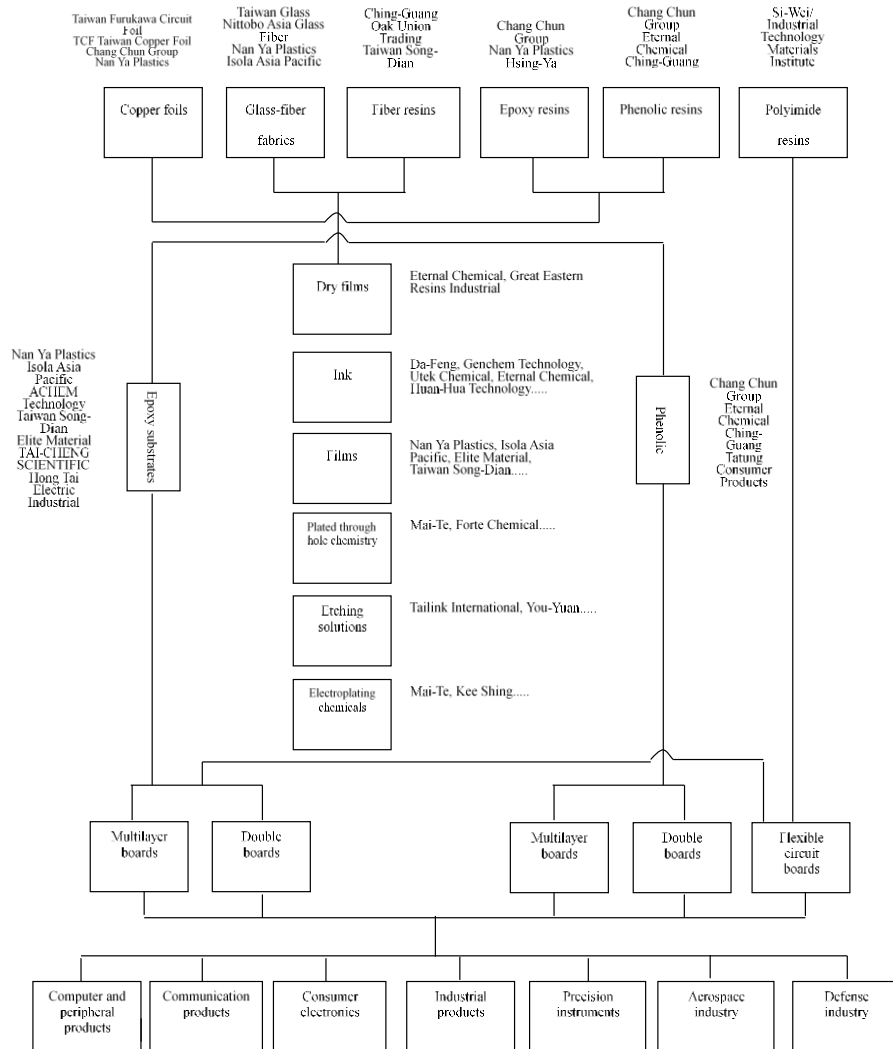 Taiwan Furukawa Circuit
Foil
TCF Taiwan Copper Foil
Chang Chun Group
Nan Ya Plastics
Taiwan Glass
Nittobo Asia Glass
Fiber
Nan Ya Plastics
Isola Asia Pacific
Ching-Guang
Oak Union
Trading
Taiwan Song-
Dian
Chang Chun
Group
Nan Ya Plastics
Hsing-Ya
Chang Chun
Group
Eternal
Chemical
Ching-Guang
Si-Wei/
Industrial
Technology
Materials
Institute
Copper foils
Glass-fiber
fabrics
Fiber resins
Epoxy resins
Phenolic resins
Polyimide
resins
Dry films
Eternal Chemical, Great Eastern
Resins Industrial
Ink
Da-Feng, Genchem Technology,
Utek Chemical, Eternal Chemical,
Huan-Hua Technology.....
Films
Nan Ya Plastics, Isola Asia
Pacific, Elite Material,
Taiwan Song-Dian.....
Plated through
hole chemistry
Mai-Te, Forte Chemical.....
Etching
solutions
Tailink International, You-Yuan.....
Electroplating
chemicals
Mai-Te, Kee Shing.....
Nan Ya Plastics
Isola Asia
Pacific
ACHEM
Technology
Taiwan Song-
Dian
Elite Material
TAI-CHENG
SCIENTIFIC
Hong Tai
Electric
Industrial
Epoxy substrates
Phenolic
Chang Chun
Group
Eternal
Chemical
Ching-
Guang
Tatung
Consumer
Products
Multilayer
boards
Double
boards
Multilayer
boards
Double
boards
Flexible
circuit
boards
Computer and
peripheral
products
Communication
products
Consumer
electronics
Industrial
products
Precision
instruments
Aerospace
industry
Defense
industry